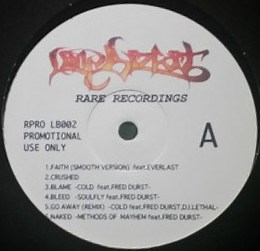 Limp Bizkit
RARE RECORDINGS
RPRO LB002
PROMOTIONAL
USE ONLY
A
1.FAITH (SMOOTH VERSION) feat.EVERLAST
2.CRUSHED
3.BLAME -COLD feat.FRED DURST-
4.BLEED -SOULFLY feat.FRED DURST-
5.GO AWAY (REMIX) -COLD feat.FRED DURST,DJ.LETHAL-
6.NAKED -METHODS OF MAYHEM feat.FRED DURST-